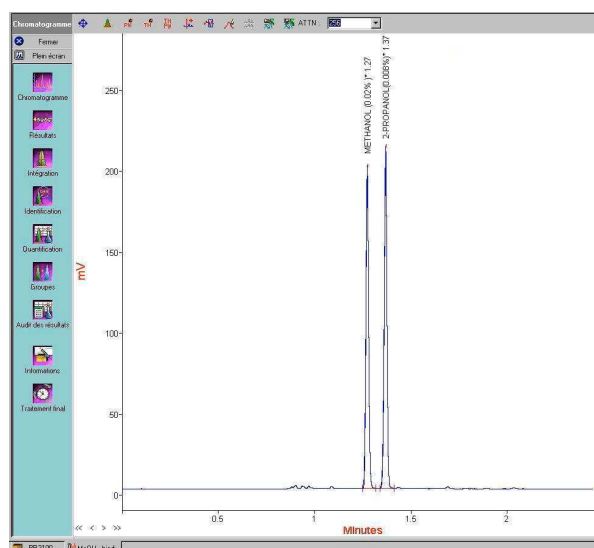 Chromatogramme
ATTN :
256
Fermer
Plein écran
Chromatogramme
Résultats
Intégration
Identification
Quantification
Groupes
Audit des résultats
Informations
Traitement final
METHANOL (0.02% )* 1.27
2-PROPANOL(0.008%)* 1.37
250
200
150
100
50
0
mV
0.5
1
1.5
2
Minutes
<< < > >>